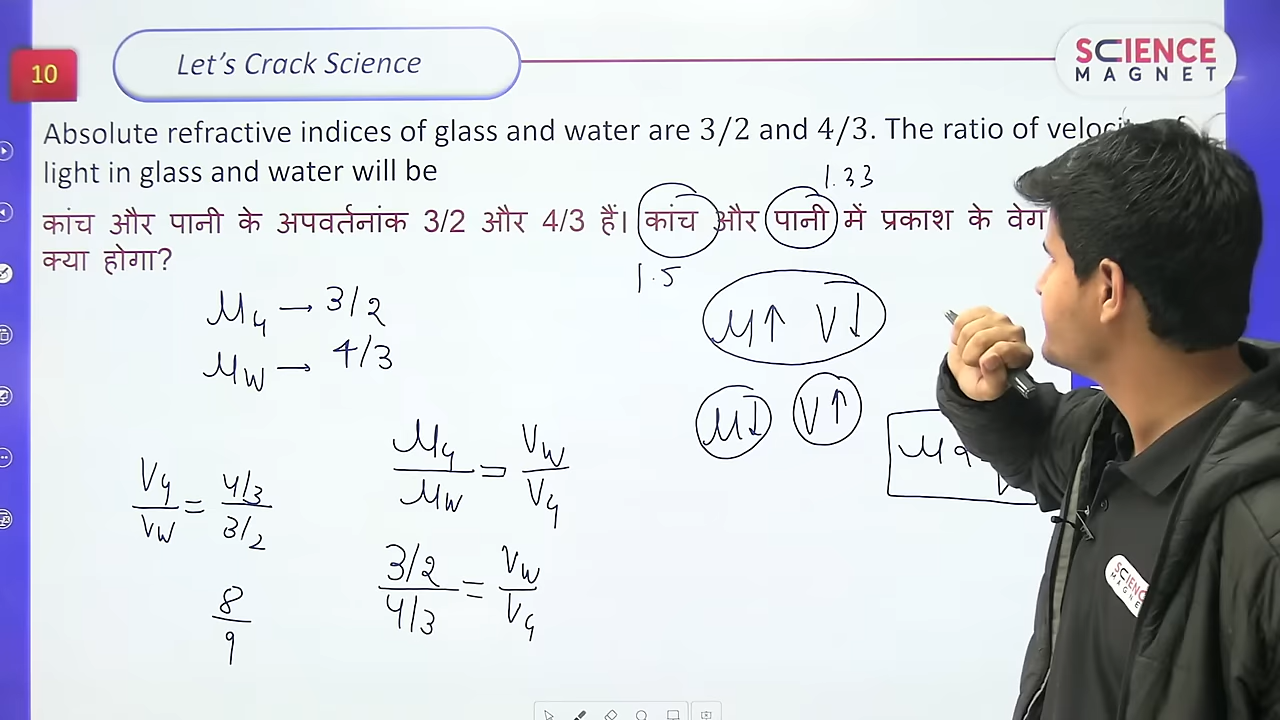 10
Let's Crack Science
SCIENCE
MAGNET
Absolute refractive indices of glass and water are 3/2 and 4/3. The ratio of
light in glass and water will be
1.33
कांच और पानी के अपवर्तनांक 3/2 और 4/3 हैं। कांच और पानी में प्रकाश के वेग
क्या होगा?
1.5
μg → 3/2
μw → 4/3
μ↑ V↓
μ↓ V↑
μg/μw = Vw/Vg
Vg/Vw = 4/3 / 3/2
3/2 / 4/3 = Vw/Vg
8/9